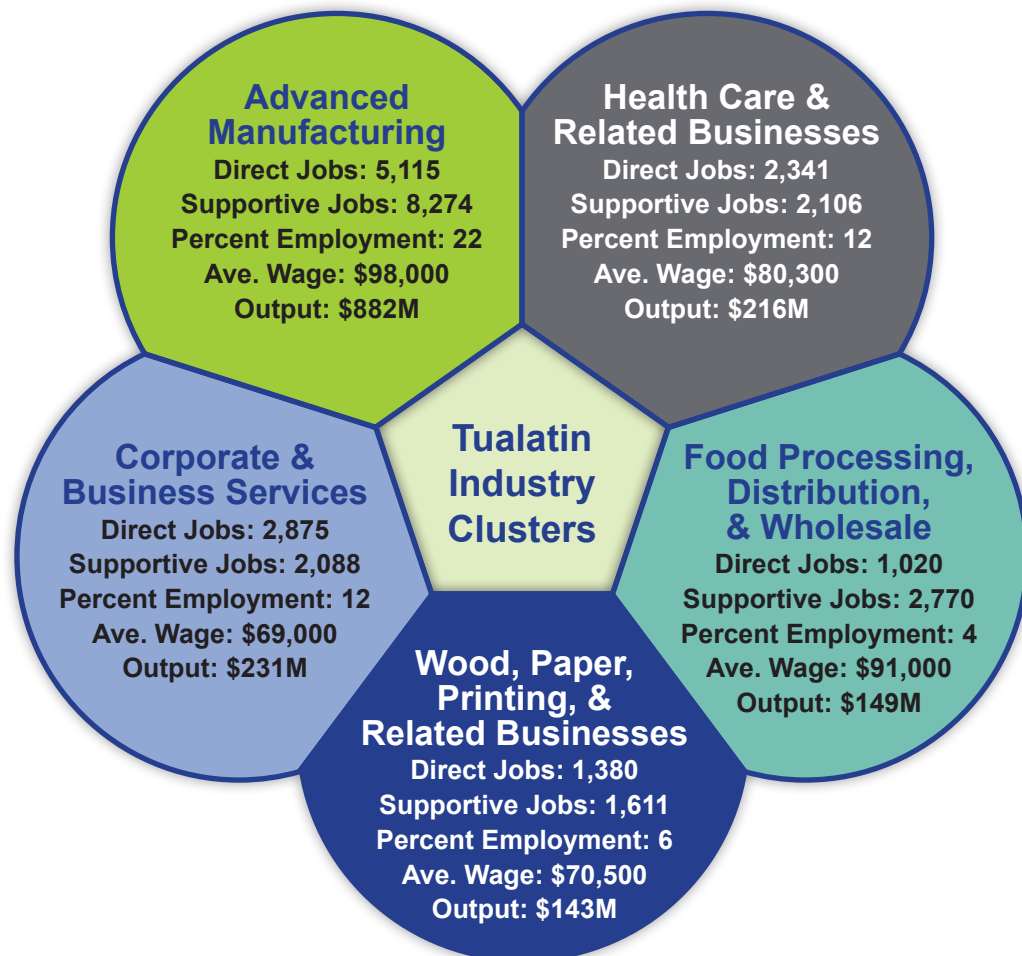 Advanced
Manufacturing
Direct Jobs: 5,115
Supportive Jobs: 8,274
Percent Employment: 22
Ave. Wage: $98,000
Output: $882M
Health Care &
Related Businesses
Direct Jobs: 2,341
Supportive Jobs: 2,106
Percent Employment: 12
Ave. Wage: $80,300
Output: $216M
Tualatin
Industry
Clusters
Corporate &
Business Services
Direct Jobs: 2,875
Supportive Jobs: 2,088
Percent Employment: 12
Ave. Wage: $69,000
Output: $231M
Food Processing,
Distribution,
& Wholesale
Direct Jobs: 1,020
Supportive Jobs: 2,770
Percent Employment: 4
Ave. Wage: $91,000
Output: $149M
Wood, Paper,
Printing, &
Related Businesses
Direct Jobs: 1,380
Supportive Jobs: 1,611
Percent Employment: 6
Ave. Wage: $70,500
Output: $143M